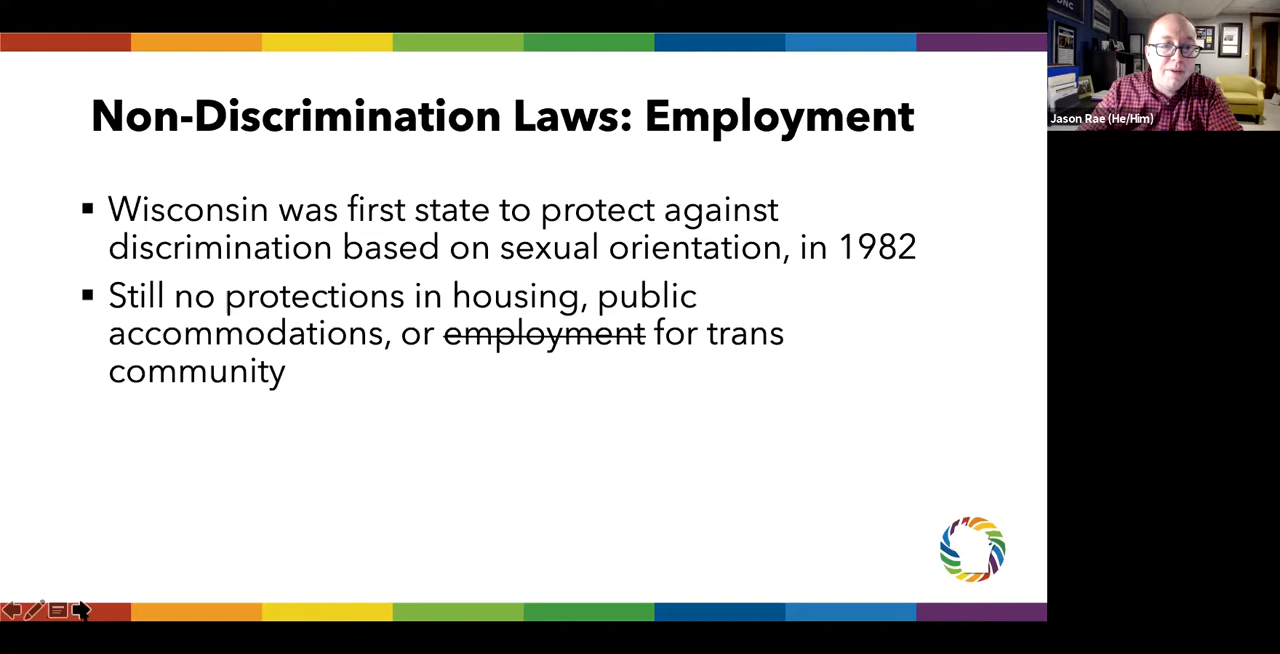 Non-Discrimination Laws: Employment
Wisconsin was first state to protect against
discrimination based on sexual orientation, in 1982
Still no protections in housing, public
accommodations, or employment for trans
community
DNC
Jason Rae (He/Him)